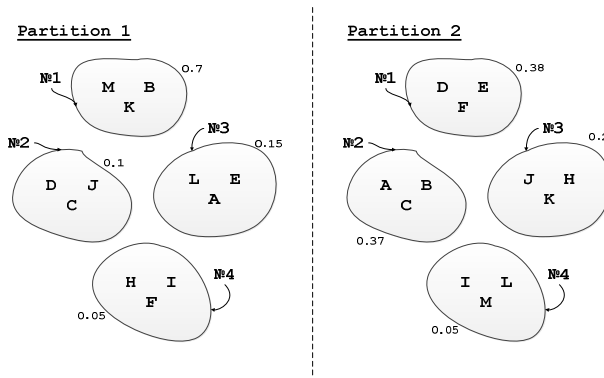 Partition 1
№1
M B
K
0.7
№2
D J
C
0.1
№3
L E
A
0.15
H I
F
0.05
№4
Partition 2
№1
D E
F
0.38
№2
A B
C
0.37
№3
J H
K
I L
M
0.05
№4